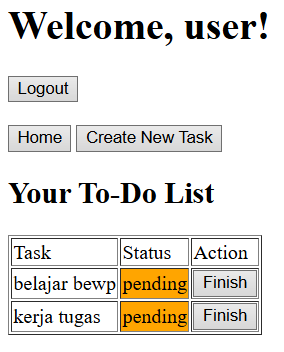 Welcome, user!
Logout
Home Create New Task
Your To-Do List
Task Status Action
belajar bewp pending Finish
kerja tugas pending Finish